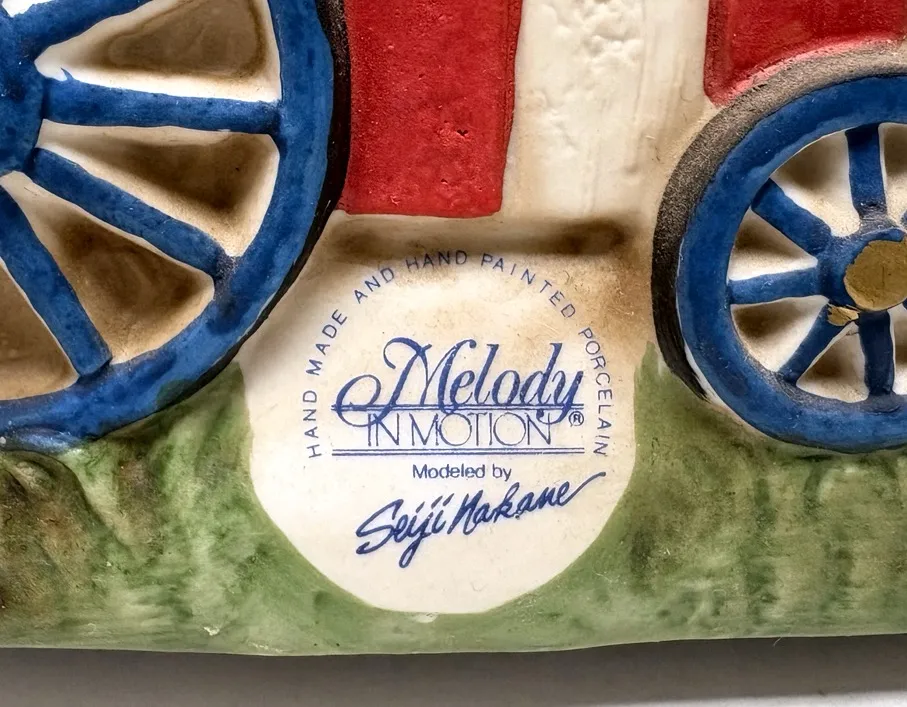 HAND MADE AND HAND PAINTED PORCELAIN
Melody
IN MOTION®
Modeled by
Seiji Nakane